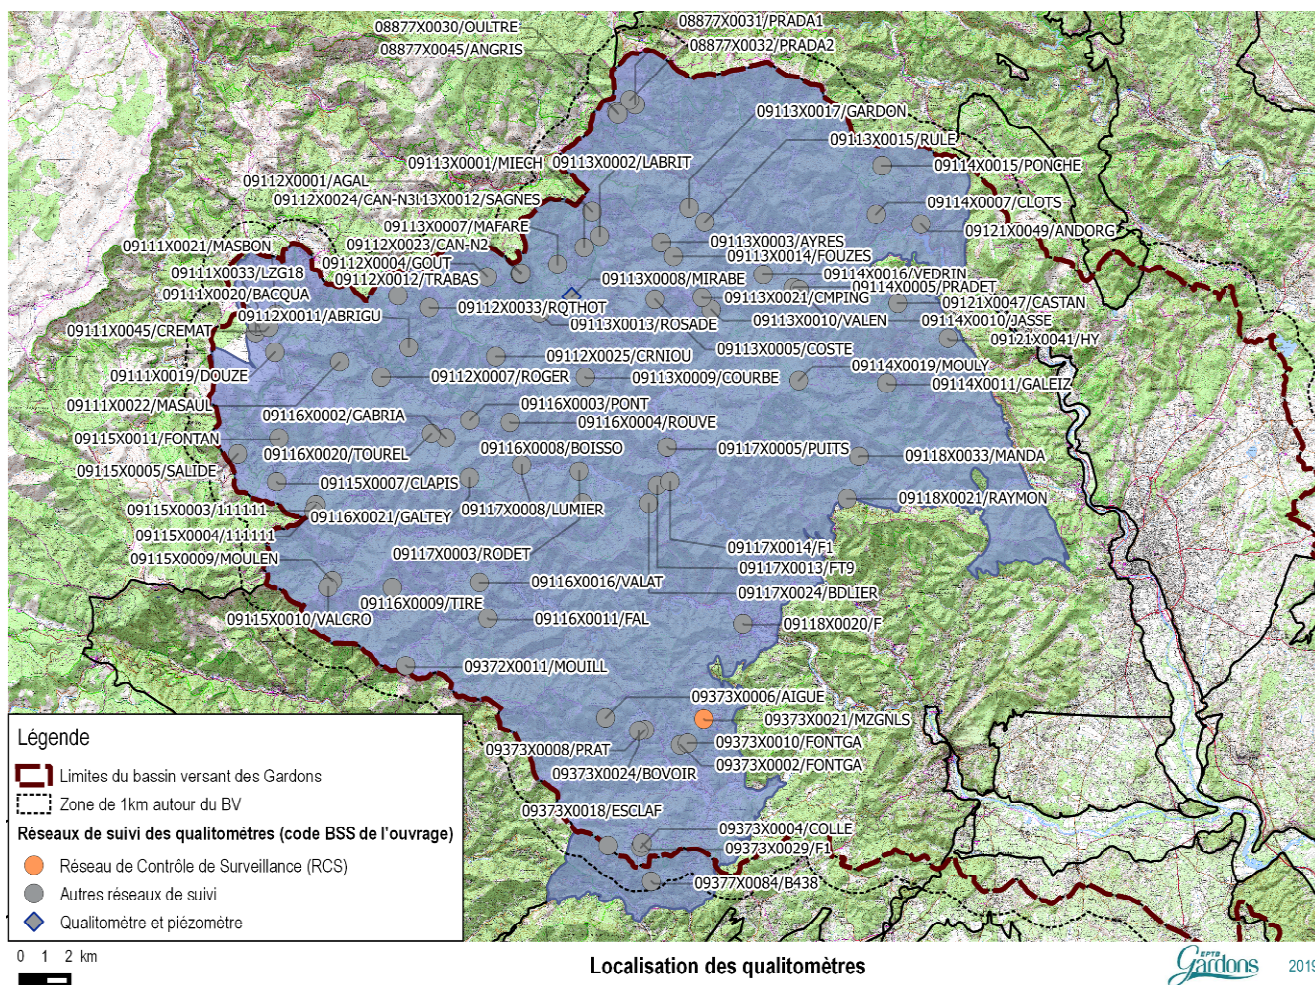 08877X0031/PRADA1
08877X0030/OULTRE
08877X0032/PRADA2
08877X0045/ANGRIS
09113X0017/GARDON
09113X0015/RULE
09113X0001/MIECH
09113X0002/LABRIT
09114X0015/PONCHE
09112X0001/AGAL
09112X0024/CAN-N3
113X0012/SAGNES
09114X0007/CLOTS
09113X0007/MAFARE
09121X0049/ANDORG
09111X0021/MASBON
09112X0023/CAN-N2
09113X0003/AYRES
09113X0014/FOUZES
09112X0004/GOUT
09111X0033/LZG18
09112X0012/TRABAS
09113X0008/MIRABE
09114X0016/VEDRIN
09114X0005/PRADET
09111X0020/BACQUA
09113X0021/CMPING
09121X0047/CASTAN
09112X0033/RQTHOT
09112X0011/ABRIGU
09113X0010/VALEN
09114X0010/JASSE
09113X0013/ROSADE
09111X0045/CREMAT
09121X0041/HY
09113X0005/COSTE
09112X0025/CRNIOU
09114X0019/MOULY
09111X0019/DOUZE
09112X0007/ROGER
09113X0009/COURBE
09114X0011/GALEIZ
09111X0022/MASAUL
09116X0003/PONT
09116X0002/GABRIA
09116X0004/ROUVE
09115X0011/FONTAN
09116X0008/BOISSO
09117X0005/PUITS
09116X0020/TOUREL
09118X0033/MANDA
09115X0005/SALIDE
09115X0007/CLAPIS
09118X0021/RAYMON
09115X0003/111111
09116X0021/GALTEY
09117X0008/LUMIER
09115X0004/111111
09117X0014/F1
09117X0003/RODET
09115X0009/MOULEN
09117X0013/FT9
09116X0016/VALAT
09117X0024/BDLIER
09116X0009/TIRE
09115X0010/VALCRO
09116X0011/FAL
09118X0020/F
09372X0011/MOUILL
09373X0006/AIGUE
09373X0021/MZGNLS
09373X0010/FONTGA
09373X0008/PRAT
09373X0002/FONTGA
09373X0024/BOVOIR
09373X0018/ESCLAF
09373X0004/COLLE
09373X0029/F1
09377X0084/B438
Légende
Limites du bassin versant des Gardons
Zone de 1km autour du BV
Réseaux de suivi des qualitomètres (code BSS de l'ouvrage)
Réseau de Contrôle de Surveillance (RCS)
Autres réseaux de suivi
Qualitomètre et piézomètre
0 1 2 km
Localisation des qualitomètres
EPTB
Gardons
2019